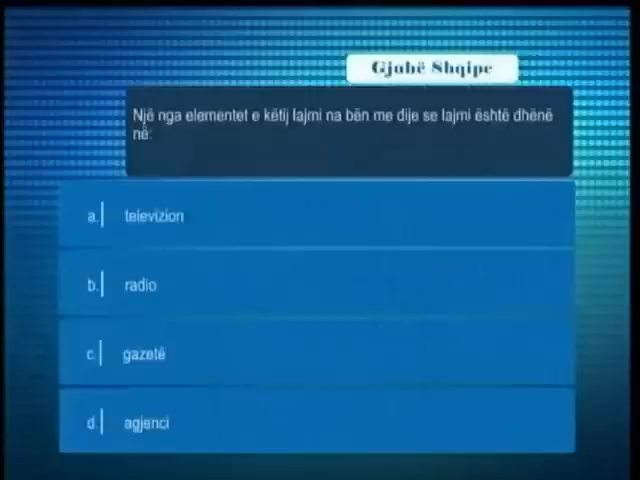 Gjuhë Shqipe
Një nga elementet e këtij lajmi na bën me dije se lajmi është dhënë
në:
a. televizion
b. radio
c. gazetë
d. agjenci